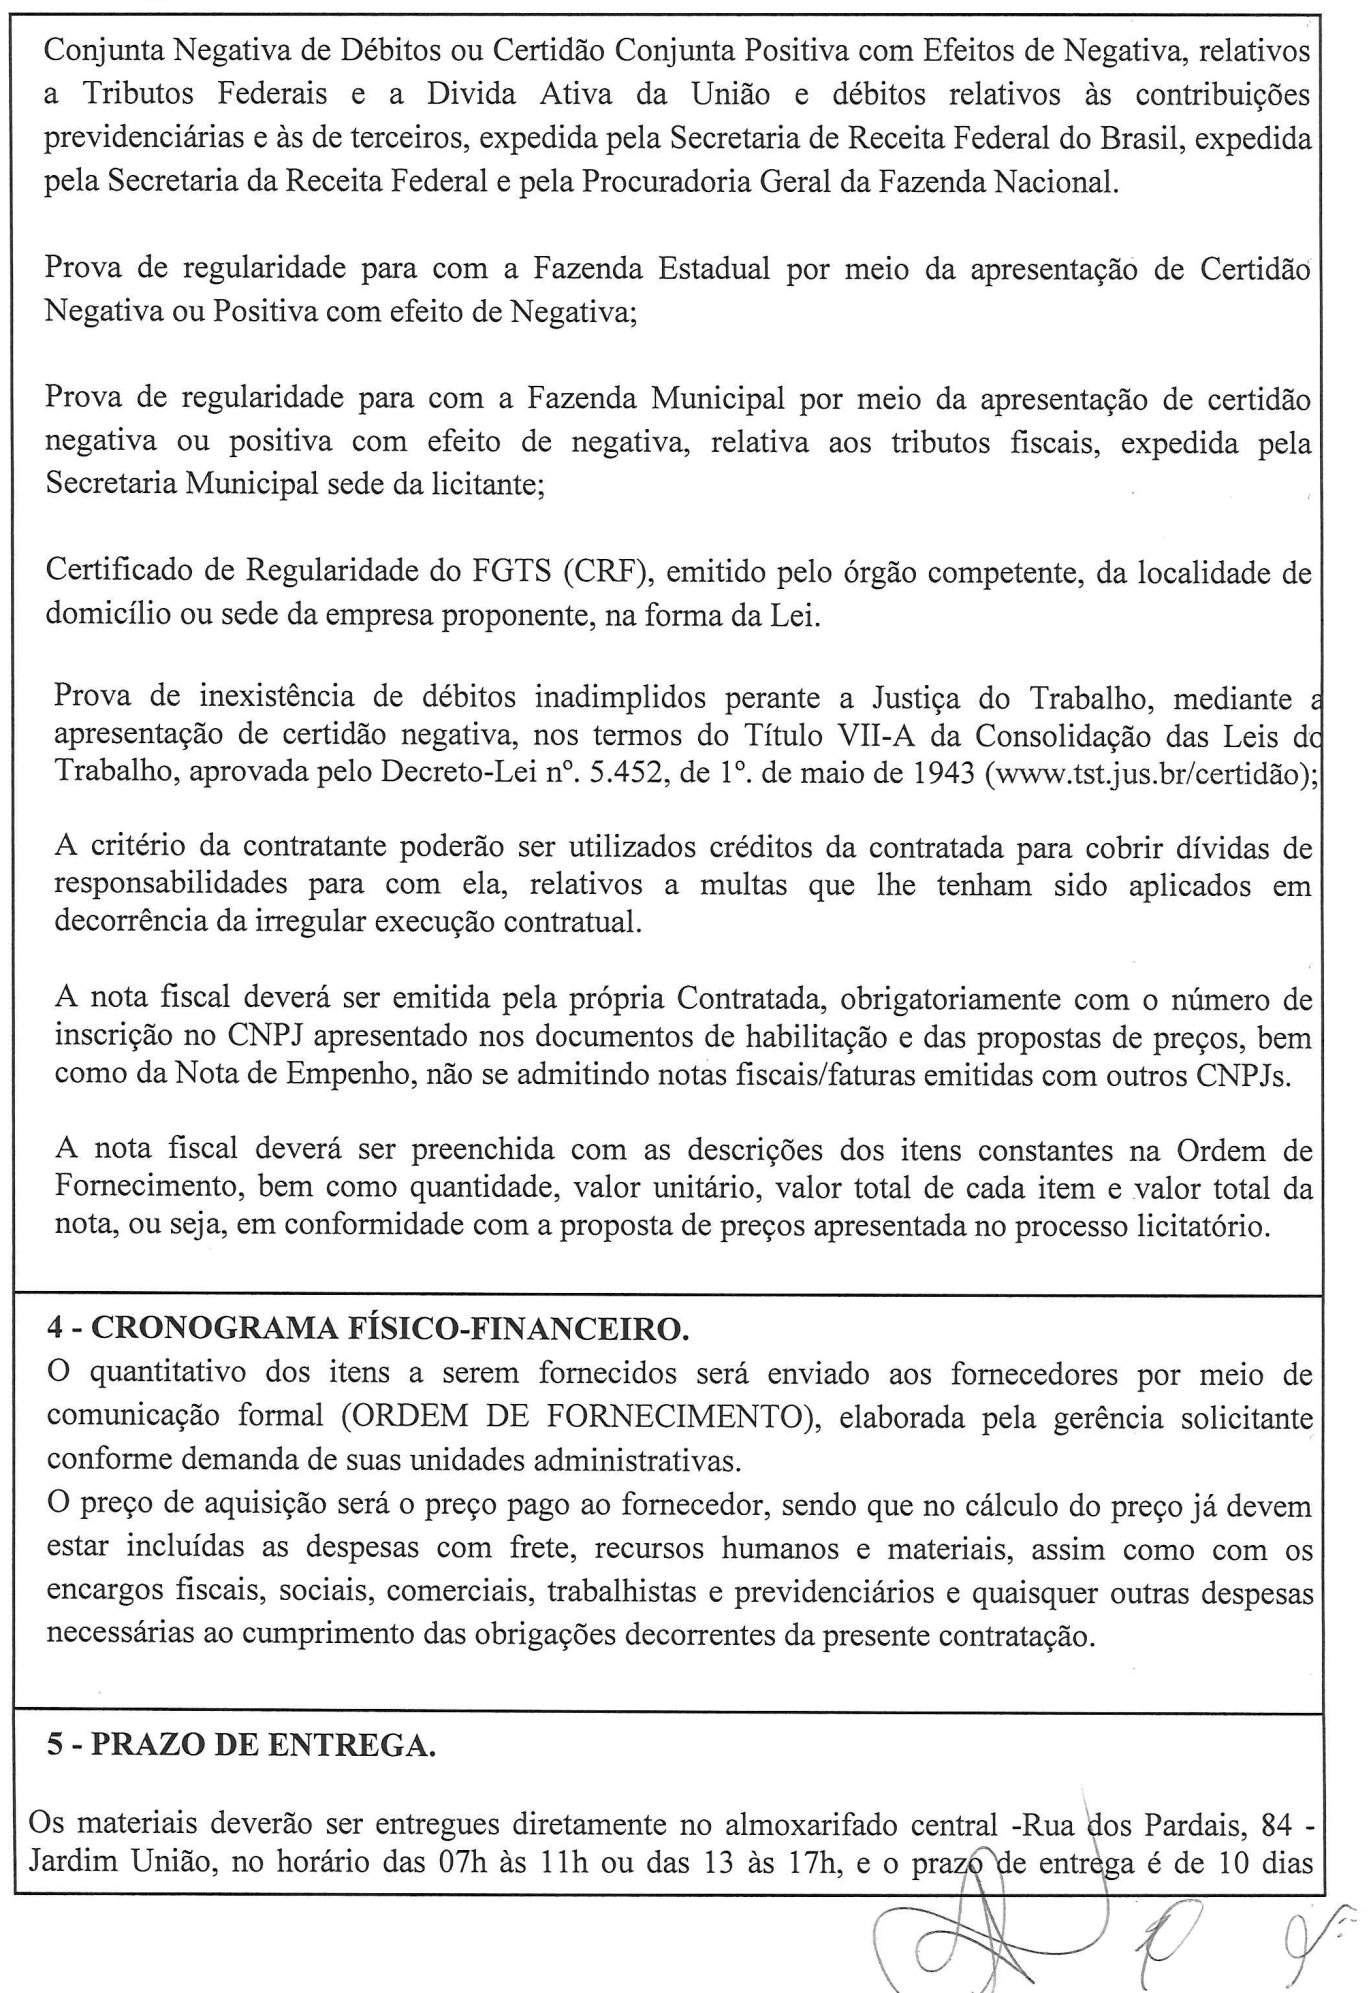 Conjunta Negativa de Débitos ou Certidão Conjunta Positiva com Efeitos de Negativa, relativos
a Tributos Federais e a Divida Ativa da União e débitos relativos às contribuições
previdenciárias e às de terceiros, expedida pela Secretaria de Receita Federal do Brasil, expedida
pela Secretaria da Receita Federal e pela Procuradoria Geral da Fazenda Nacional.
Prova de regularidade para com a Fazenda Estadual por meio da apresentação de Certidão
Negativa ou Positiva com efeito de Negativa;
Prova de regularidade para com a Fazenda Municipal por meio da apresentação de certidão
negativa ou positiva com efeito de negativa, relativa aos tributos fiscais, expedida pela
Secretaria Municipal sede da licitante;
Certificado de Regularidade do FGTS (CRF), emitido pelo órgão competente, da localidade de
domicílio ou sede da empresa proponente, na forma da Lei.
Prova de inexistência de débitos inadimplidos perante a Justiça do Trabalho, mediante a
apresentação de certidão negativa, nos termos do Título VII-A da Consolidação das Leis do
Trabalho, aprovada pelo Decreto-Lei nº. 5.452, de 1º. de maio de 1943 (www.tst.jus.br/certidão);
A critério da contratante poderão ser utilizados créditos da contratada para cobrir dívidas de
responsabilidades para com ela, relativos a multas que lhe tenham sido aplicados em
decorrência da irregular execução contratual.
A nota fiscal deverá ser emitida pela própria Contratada, obrigatoriamente com o número de
inscrição no CNPJ apresentado nos documentos de habilitação e das propostas de preços, bem
como da Nota de Empenho, não se admitindo notas fiscais/faturas emitidas com outros CNPJs.
A nota fiscal deverá ser preenchida com as descrições dos itens constantes na Ordem de
Fornecimento, bem como quantidade, valor unitário, valor total de cada item e valor total da
nota, ou seja, em conformidade com a proposta de preços apresentada no processo licitatório.
4 - CRONOGRAMA FÍSICO-FINANCEIRO.
O quantitativo dos itens a serem fornecidos será enviado aos fornecedores por meio de
comunicação formal (ORDEM DE FORNECIMENTO), elaborada pela gerência solicitante
conforme demanda de suas unidades administrativas.
O preço de aquisição será o preço pago ao fornecedor, sendo que no cálculo do preço já devem
estar incluídas as despesas com frete, recursos humanos e materiais, assim como com os
encargos fiscais, sociais, comerciais, trabalhistas e previdenciários e quaisquer outras despesas
necessárias ao cumprimento das obrigações decorrentes da presente contratação.
5 - PRAZO DE ENTREGA.
Os materiais deverão ser entregues diretamente no almoxarifado central -Rua dos Pardais, 84 -
Jardim União, no horário das 07h às 11h ou das 13 às 17h, e o prazo de entrega é de 10 dias